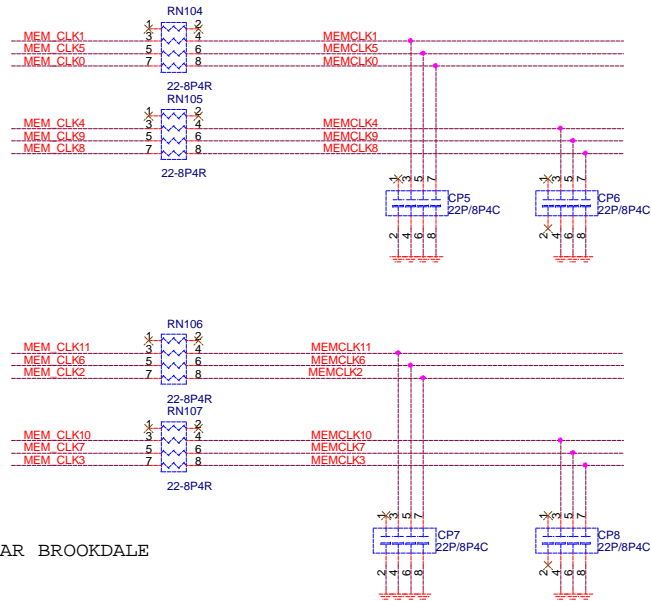 RN104
1 2
MEM_CLK1 3 4 MEMCLK1
MEM_CLK5 5 6 MEMCLK5
MEM_CLK0 7 8 MEMCLK0
22-8P4R
RN105
1 2
MEM_CLK4 3 4 MEMCLK4
MEM_CLK9 5 6 MEMCLK9
MEM_CLK8 7 8 MEMCLK8
22-8P4R
1 3 5 7
CP5
22P/8P4C
2 4 6 8
1 3 5 7
CP6
22P/8P4C
2 4 6 8
RN106
1 2
MEM_CLK11 3 4 MEMCLK11
MEM_CLK6 5 6 MEMCLK6
MEM_CLK2 7 8 MEMCLK2
22-8P4R
RN107
1 2
MEM_CLK10 3 4 MEMCLK10
MEM_CLK7 5 6 MEMCLK7
MEM_CLK3 7 8 MEMCLK3
22-8P4R
1 3 5 7
CP7
22P/8P4C
2 4 6 8
1 3 5 7
CP8
22P/8P4C
2 4 6 8
AR BROOKDALE